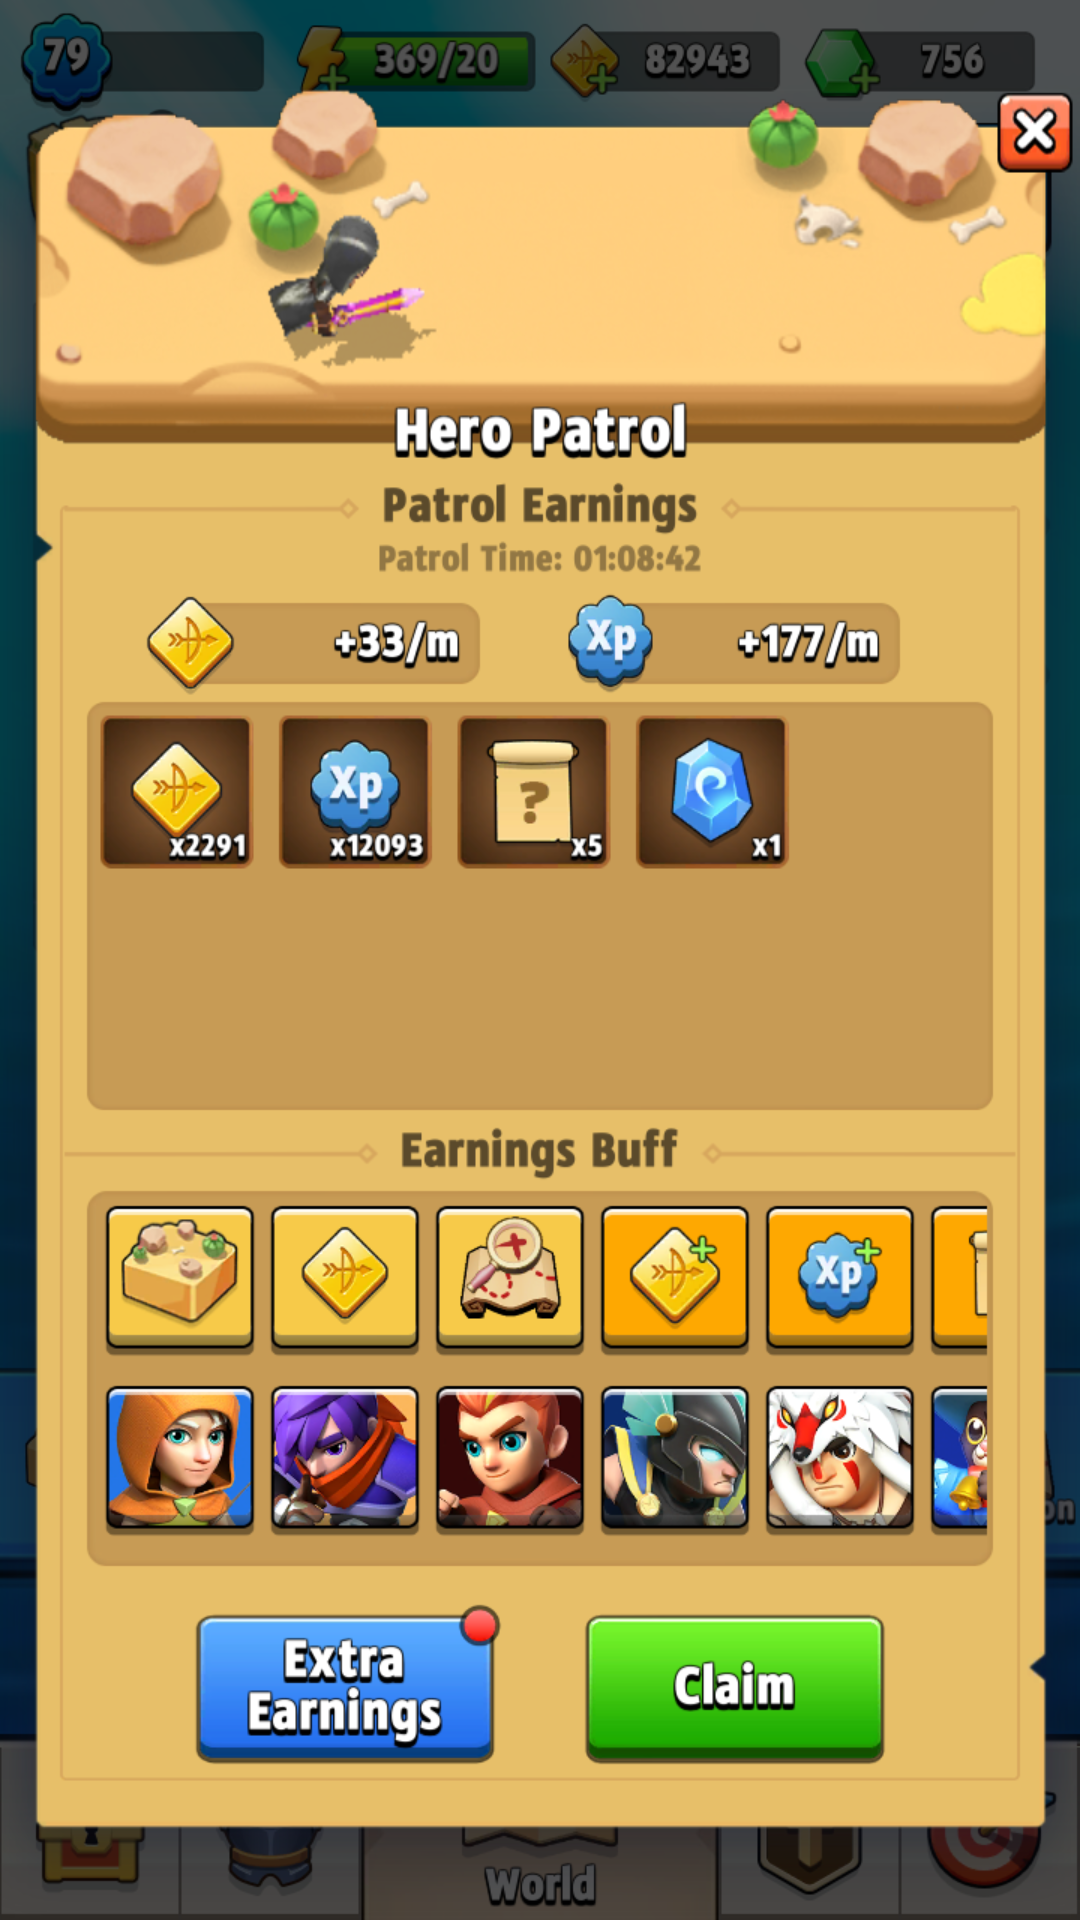 79
369/20
82943
756
Hero Patrol
Patrol Earnings
Patrol Time: 01:08:42
+33/m
Xp
+177/m
x2291
Xp
x12093
?
x5
x1
Earnings Buff
Xp
Extra
Earnings
Claim
on
World